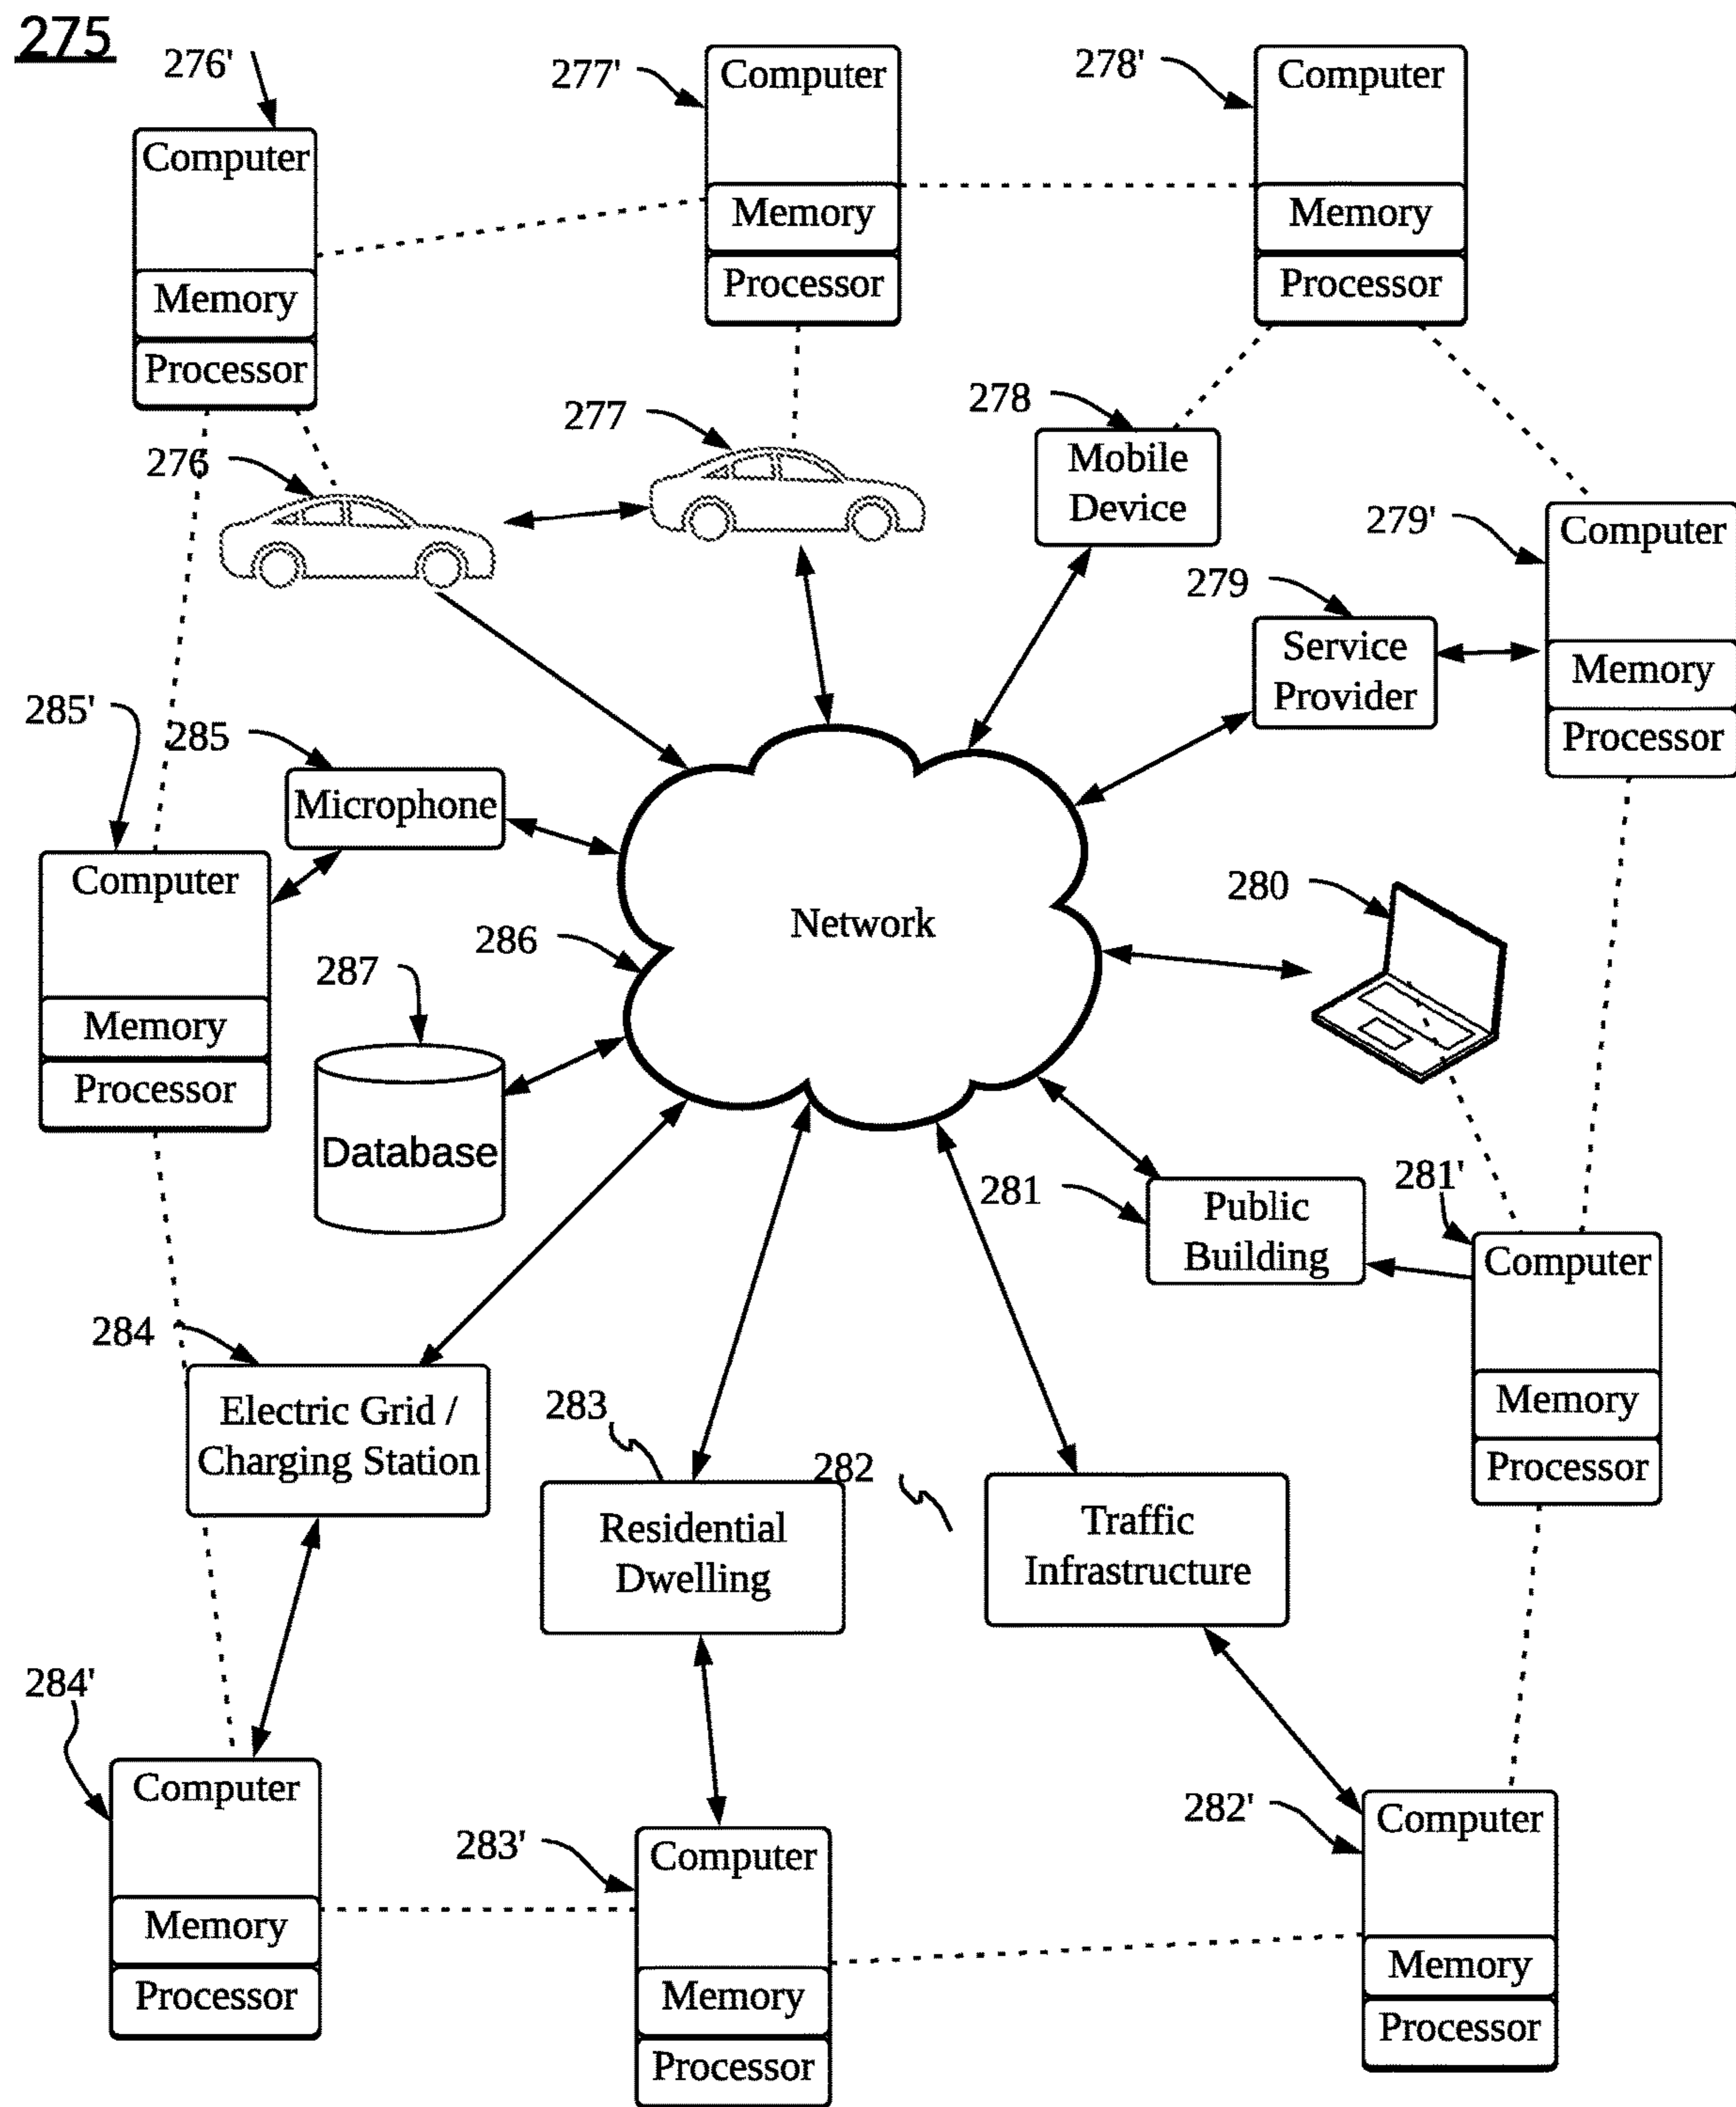 275
276'
277'
278'
Computer
Memory
Processor
Computer
Memory
Processor
Computer
Memory
Processor
276
277
278
Mobile
Device
279'
Computer
Memory
Processor
279
Service
Provider
285'
285
Microphone
Computer
Memory
Processor
286
Network
280
287
Database
281
Public
Building
281'
Computer
Memory
Processor
284
Electric Grid /
Charging Station
283
Residential
Dwelling
282
Traffic
Infrastructure
284'
Computer
Memory
Processor
283'
Computer
Memory
Processor
282'
Computer
Memory
Processor